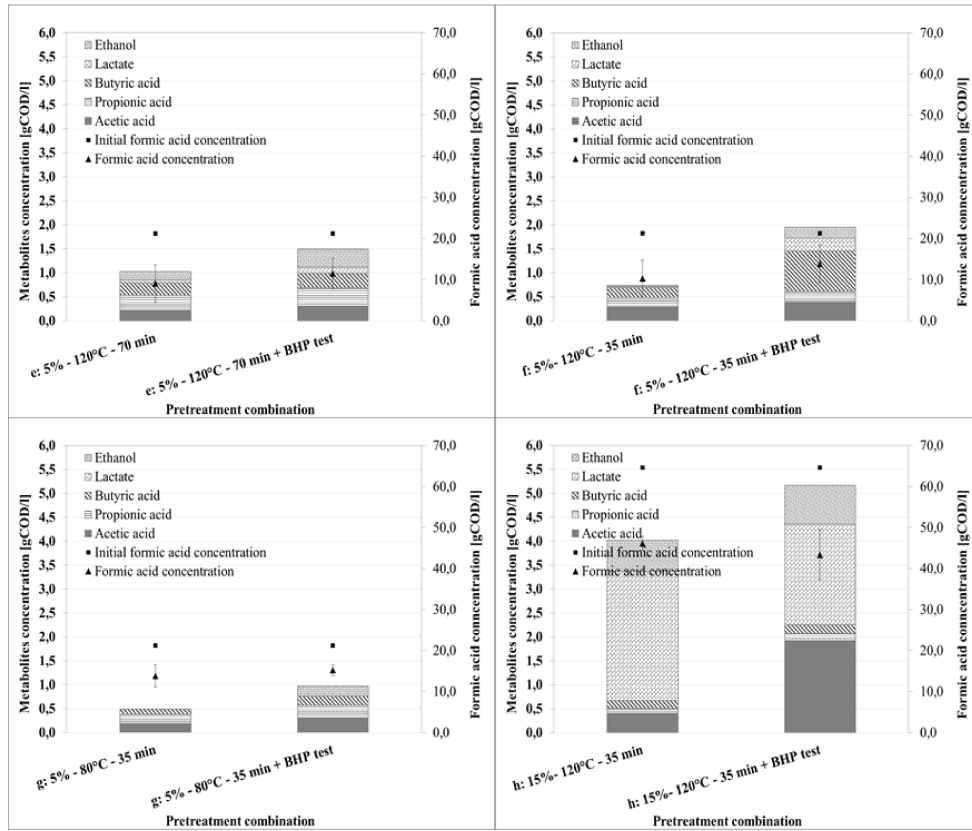 Metabolites concentration [gCOD/l]
6,0
5,5
5,0
4,5
4,0
3,5
3,0
2,5
2,0
1,5
1,0
0,5
0,0
Ethanol
Lactate
Butyric acid
Propionic acid
Acetic acid
Initial formic acid concentration
Formic acid concentration
70,0
60,0
50,0
40,0
30,0
20,0
10,0
0,0
Formic acid conncentration [gCOD/l]
e: 5% - 120°C - 70 min
e: 5% - 120°C - 70 min + BHP test
Pretreatment combination
Metabolites concentration [gCOD/l]
6,0
5,5
5,0
4,5
4,0
3,5
3,0
2,5
2,0
1,5
1,0
0,5
0,0
Ethanol
Lactate
Butyric acid
Propionic acid
Acetic acid
Initial formic acid concentration
Formic acid concentration
70,0
60,0
50,0
40,0
30,0
20,0
10,0
0,0
Formic acid conncentration [gCOD/l]
f: 5%- 120°C - 35 min
f: 5% - 120°C - 35 min + BHP test
Pretreatment combination
Metabolites concentration [gCOD/l]
6,0
5,5
5,0
4,5
4,0
3,5
3,0
2,5
2,0
1,5
1,0
0,5
0,0
Ethanol
Lactate
Butyric acid
Propionic acid
Acetic acid
Initial formic acid concentration
Formic acid concentration
70,0
60,0
50,0
40,0
30,0
20,0
10,0
0,0
Formic acid conncentration [gCOD/l]
g: 5% - 80°C - 35 min
g: 5% - 80°C - 35 min + BHP test
Pretreatment combination
Metabolites concentration [gCOD/l]
6,0
5,5
5,0
4,5
4,0
3,5
3,0
2,5
2,0
1,5
1,0
0,5
0,0
Ethanol
Lactate
Butyric acid
Propionic acid
Acetic acid
Initial formic acid concentration
Formic acid concentration
70,0
60,0
50,0
40,0
30,0
20,0
10,0
0,0
Formic acid conncentration [gCOD/l]
h: 15%- 120°C - 35 min
h: 15%- 120°C - 35 min + BHP test
Pretreatment combination